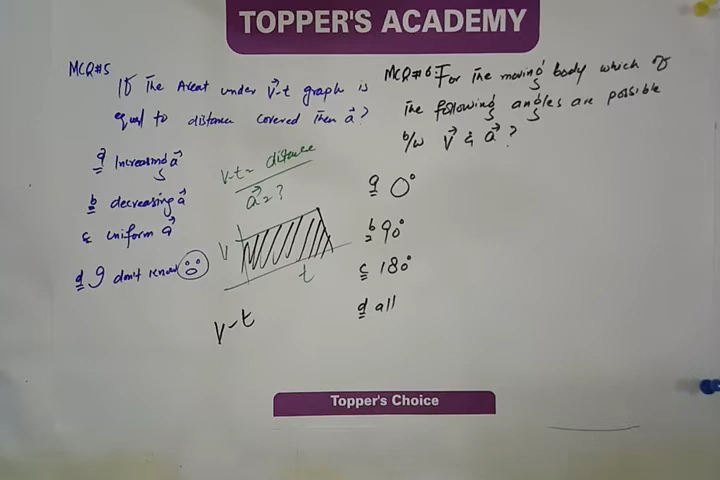 TOPPER'S ACADEMY
MCQ#5
If The Areat under v→-t graph is
equal to distance covered Then a→?
a Increasing a→
b decreasing a→
c uniform a→
d I don't know
V-t = distance
a→ = ?
V
t
V-t
MCQ#6: For The moving body which of
The following angles are possible
b/w v→ & a→ ?
a 0°
b 90°
c 180°
d all
Topper's Choice